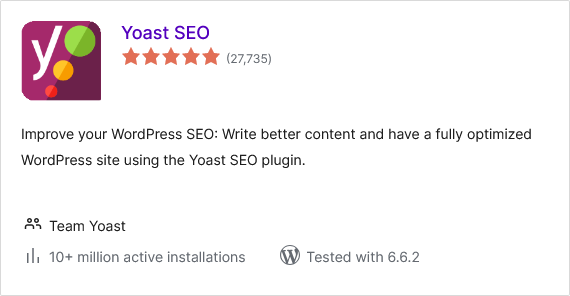 y
Yoast SEO
(27,735)
Improve your WordPress SEO: Write better content and have a fully optimized
WordPress site using the Yoast SEO plugin.
Team Yoast
10+ million active installations
Tested with 6.6.2